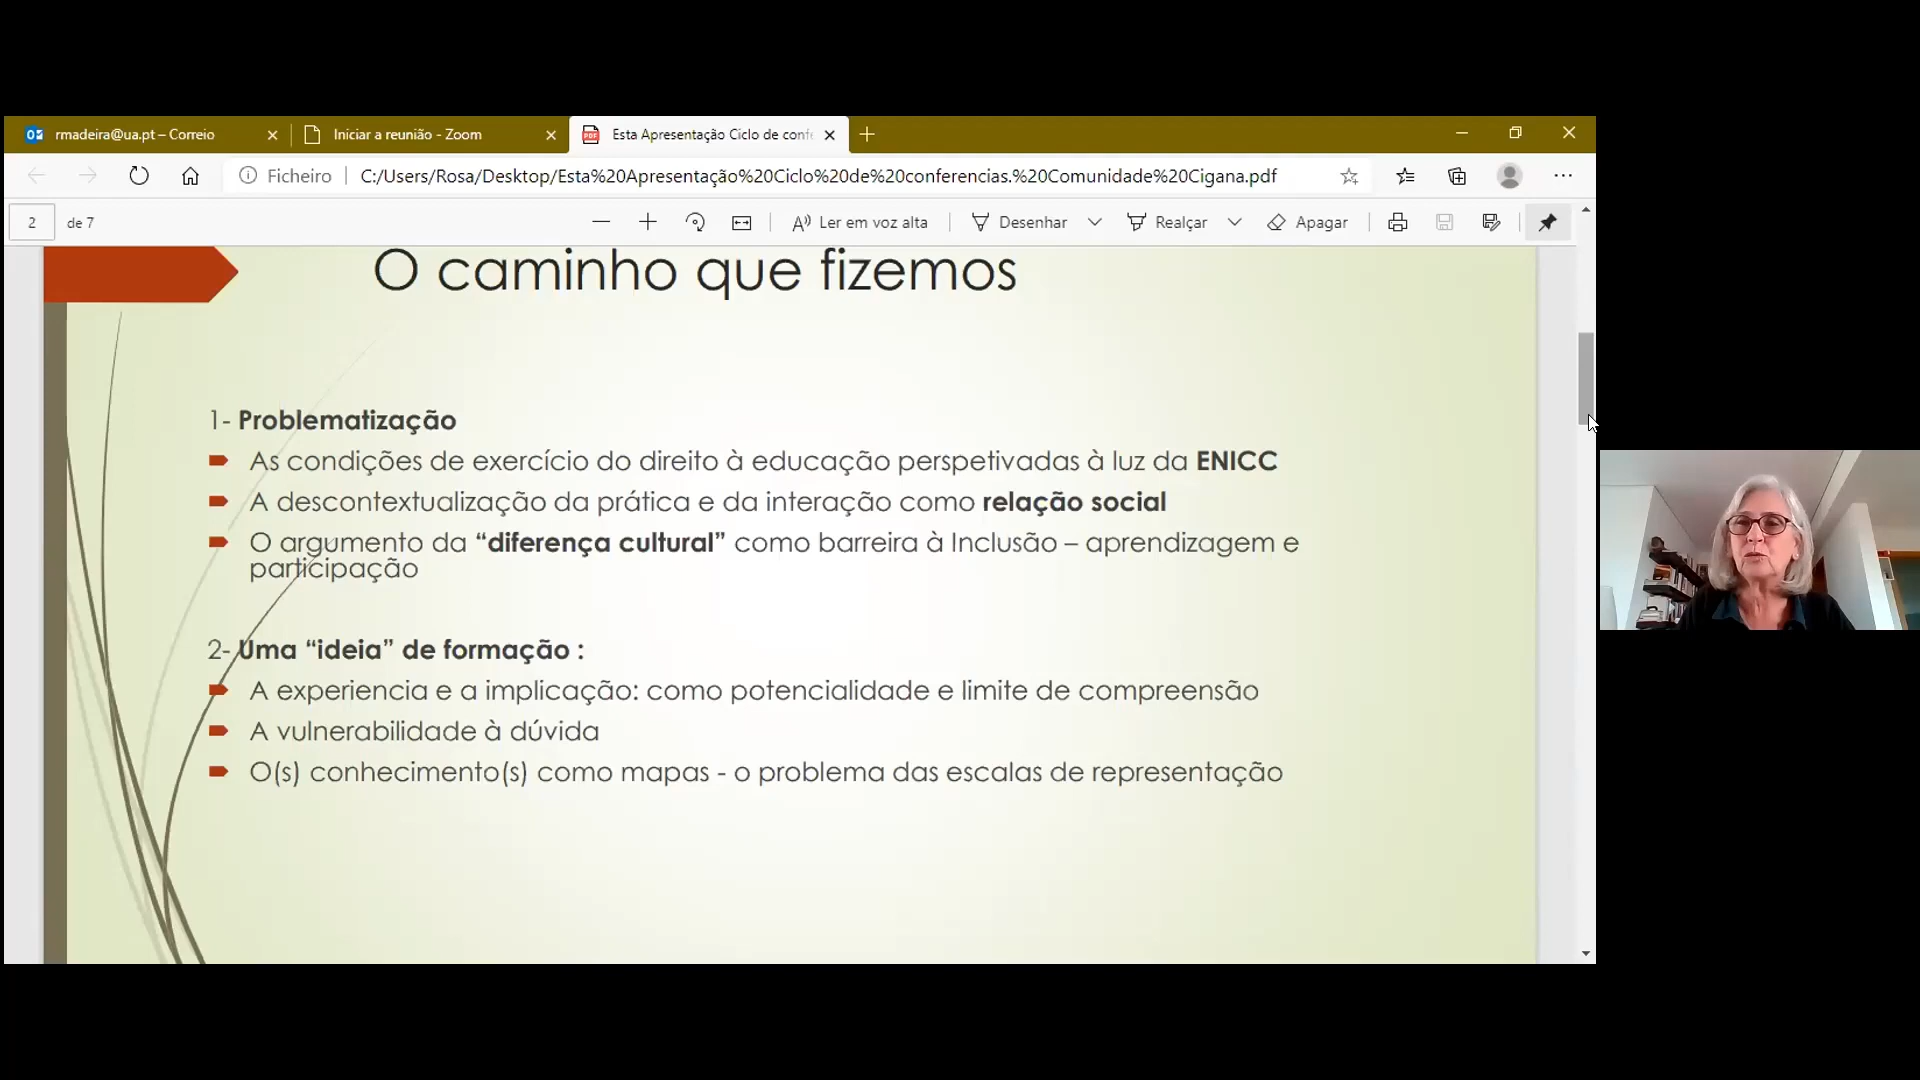 rmadeira@ua.pt – Correio
Iniciar a reunião - Zoom
Esta Apresentação Ciclo de conf
Ficheiro
C:/Users/Rosa/Desktop/Esta%20Apresentação%20Ciclo%20de%20conferencias.%20Comunidade%20Cigana.pdf
2 de 7
Ler em voz alta
Desenhar
Realçar
Apagar
O caminho que fizemos
1- Problematização
As condições de exercício do direito à educação perspetivadas à luz da ENICC
A descontextualização da prática e da interação como relação social
O argumento da “diferença cultural” como barreira à Inclusão – aprendizagem e
participação
2- Uma “ideia” de formação :
A experiencia e a implicação: como potencialidade e limite de compreensão
A vulnerabilidade à dúvida
O(s) conhecimento(s) como mapas - o problema das escalas de representação